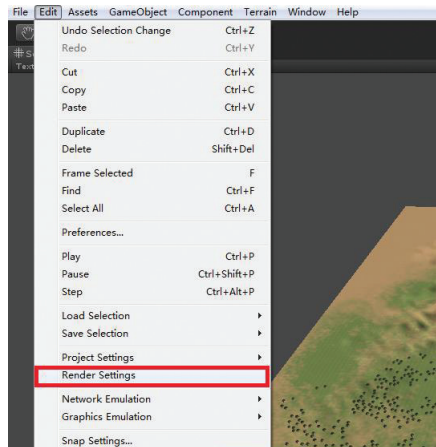 File Edit Assets GameObject Component Terrain Window Help
Undo Selection Change Ctrl+Z
Redo Ctrl+Y
Cut Ctrl+X
Copy Ctrl+C
Paste Ctrl+V
Duplicate Ctrl+D
Delete Shift+Del
Frame Selected F
Find Ctrl+F
Select All Ctrl+A
Preferences...
Play Ctrl+P
Pause Ctrl+Shift+P
Step Ctrl+Alt+P
Load Selection
Save Selection
Project Settings
Render Settings
Network Emulation
Graphics Emulation
Snap Settings...